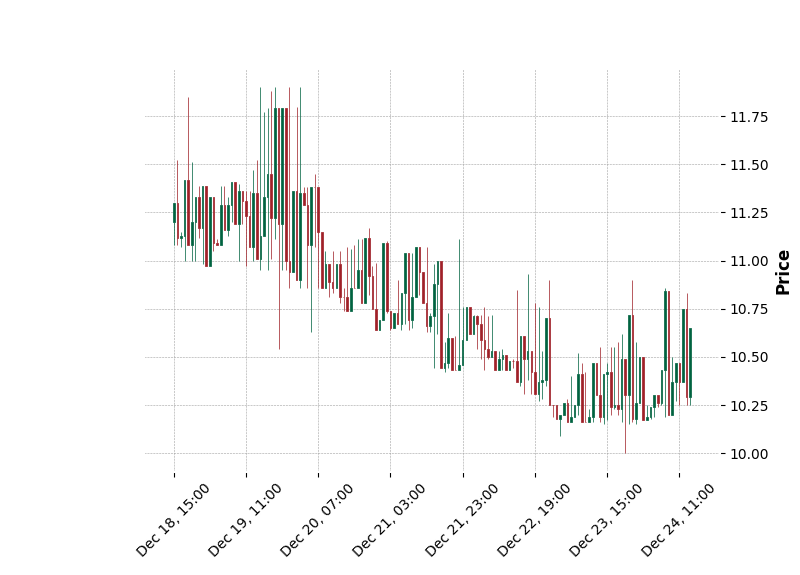 11.75
11.50
11.25
11.00
10.75
10.50
10.25
10.00
Price
Dec 18, 15:00
Dec 19, 11:00
Dec 20, 07:00
Dec 21, 03:00
Dec 21, 23:00
Dec 22, 19:00
Dec 23, 15:00
Dec 24, 11:00